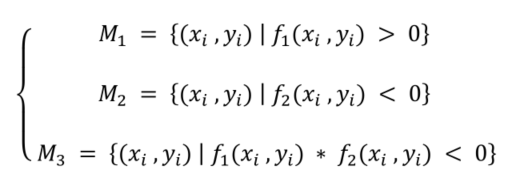 M₁ = {(xᵢ, yᵢ) | f₁(xᵢ, yᵢ) > 0}
M₂ = {(xᵢ, yᵢ) | f₂(xᵢ, yᵢ) < 0}
M₃ = {(xᵢ, yᵢ) | f₁(xᵢ, yᵢ) * f₂(xᵢ, yᵢ) < 0}